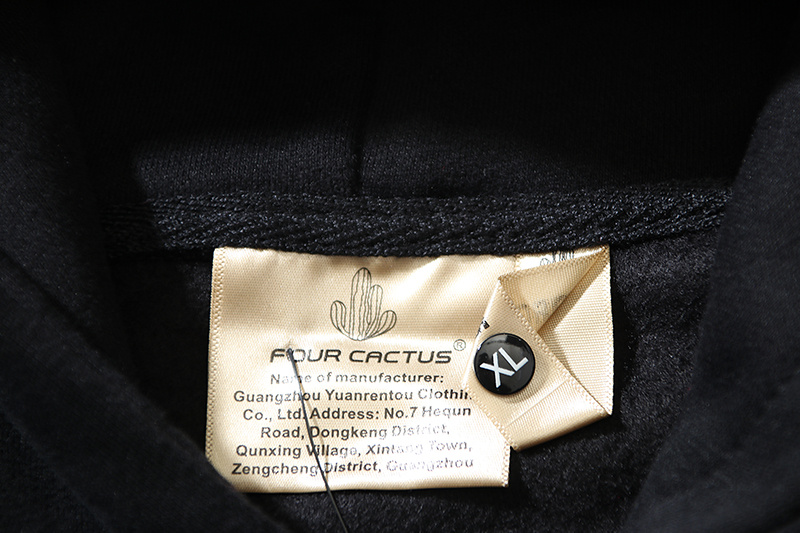 FOUR CACTUS®
Name of manufacturer:
Guangzhou Yuanrentou Clothin
Co., Ltd.Address: No.7 Hequn
Road, Dongkeng District,
Qunxing Village, Xintang Town,
Zengcheng District, Guangzhou
XL